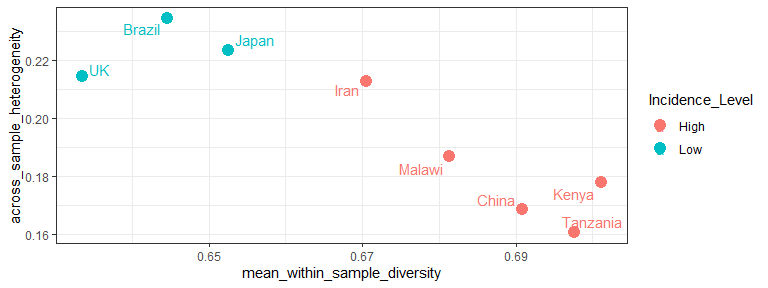 Brazil
Japan
UK
Iran
Malawi
China
Kenya
Tanzania
across_sample_heterogeneity
0.22
0.20
0.18
0.16
0.65
0.67
0.69
mean_within_sample_diversity
Incidence_Level
High
Low